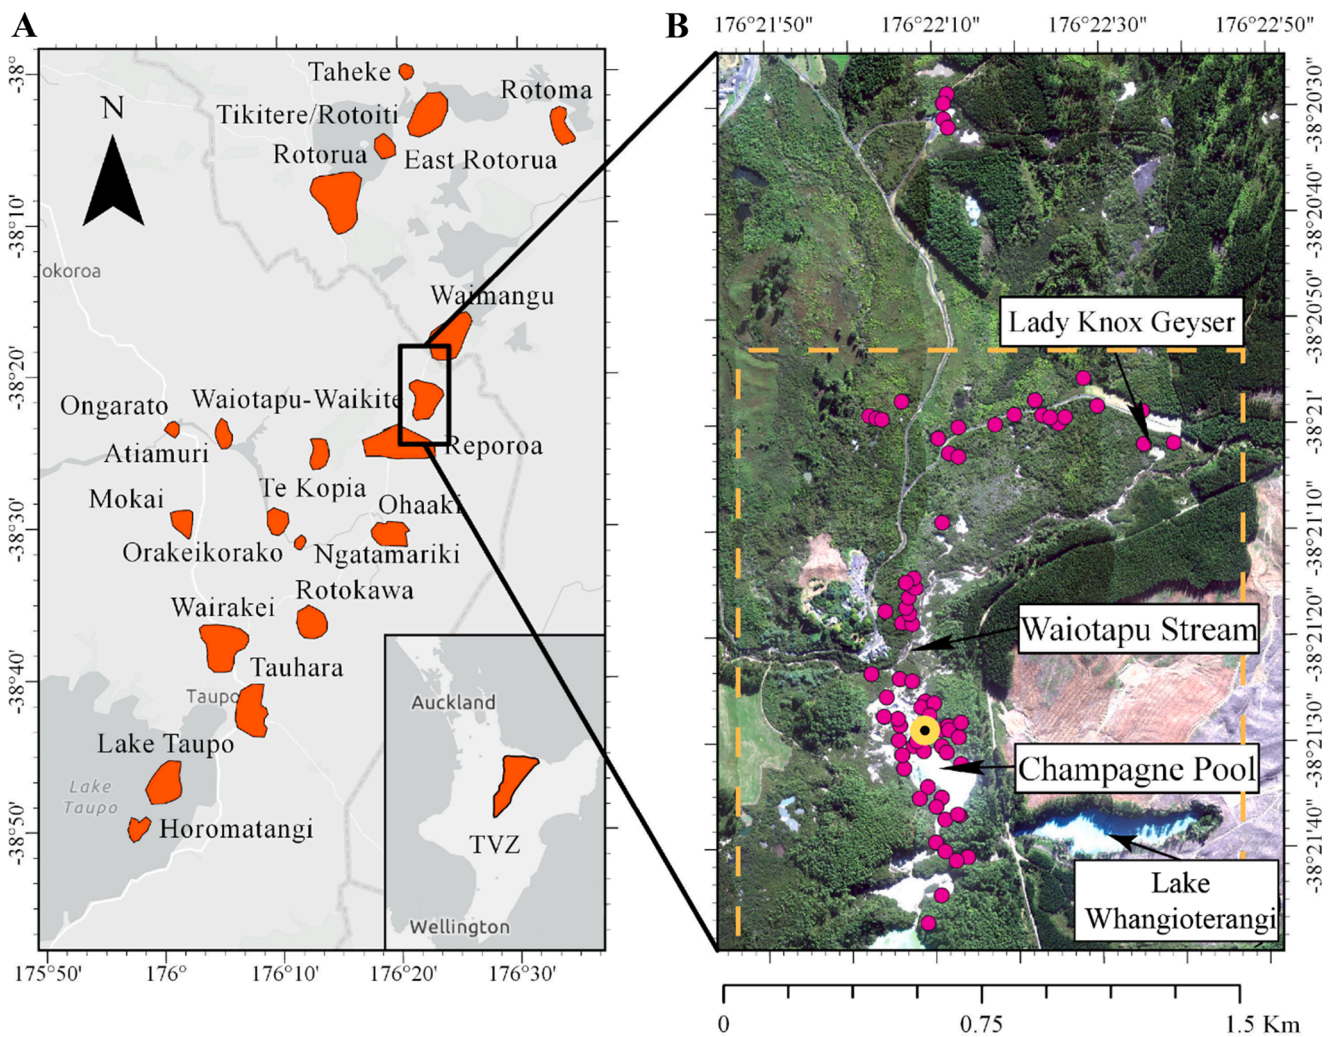 A
N
-38°
-38°10'
-38°20'
-38°30'
-38°40'
-38°50'
Taheke
Rotoma
Tikitere/Rotoiti
Rotorua
East Rotorua
okoroa
Waimangu
Ongarato
Waiotapu-Waikite
Atiamuri
Reporoa
Te Kopia
Mokai
Ohaaki
Orakeikorako
Ngatamariki
Rotokawa
Wairakei
Tauhara
Taupo
Lake Taupo
Lake
Taupo
Horomatangi
Auckland
TVZ
Wellington
175°50'
176°
176°10'
176°20'
176°30'
B
176°21'50"
176°22'10"
176°22'30"
176°22'50"
-38°20'30"
-38°20'40"
-38°20'50"
-38°21'
-38°21'10"
-38°21'20"
-38°21'30"
-38°21'40"
Lady Knox Geyser
Waiotapu Stream
Champagne Pool
Lake
Whangioterangi
0
0.75
1.5 Km